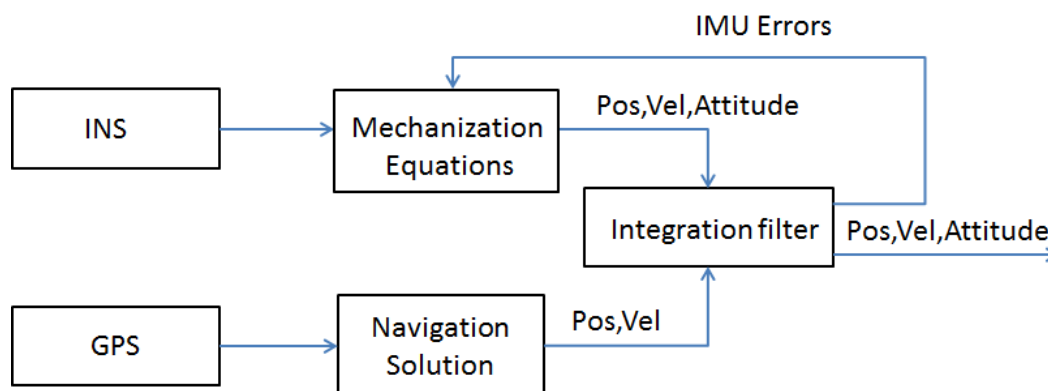 IMU Errors
INS
Mechanization
Equations
Pos,Vel,Attitude
Integration filter
Pos,Vel,Attitude
GPS
Navigation
Solution
Pos,Vel